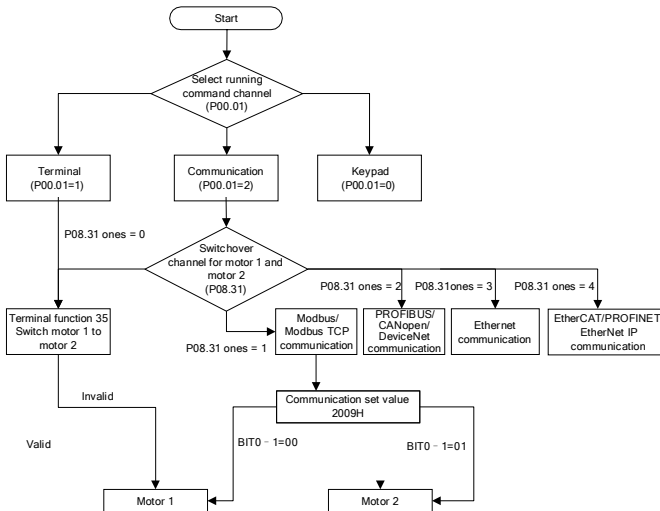 Start
Select running
command channel
(P00.01)
Terminal
(P00.01=1)
Communication
(P00.01=2)
Keypad
(P00.01=0)
P08.31 ones = 0
Switchover
channel for motor 1 and
motor 2
(P08.31)
P08.31 ones = 2
P08.31ones = 3
P08.31 ones = 4
Terminal function 35
Switch motor 1 to
motor 2
Modbus/
Modbus TCP
communication
PROFIBUS/
CANopen/
DeviceNet
communication
Ethernet
communication
EtherCAT/PROFINET
EtherNet IP
communication
P08.31 ones = 1
Invalid
Communication set value
2009H
Valid
BIT0 - 1=00
BIT0 - 1=01
Motor 1
Motor 2